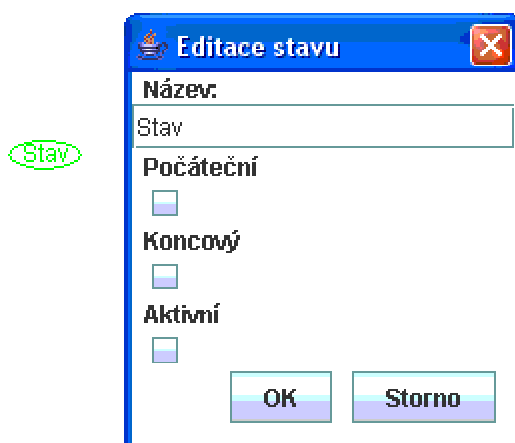 Editace stavu
Název:
Stav
Stav
Počáteční
Koncový
Aktivní
OK
Storno